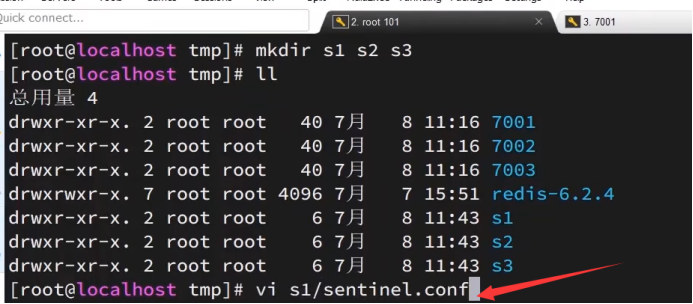 Quick connect...
2. root 101
3. 7001
[root@localhost tmp]# mkdir s1 s2 s3
[root@localhost tmp]# ll
总用量 4
drwxr-xr-x. 2 root root 40 7月 8 11:16 7001
drwxr-xr-x. 2 root root 40 7月 8 11:16 7002
drwxr-xr-x. 2 root root 40 7月 8 11:16 7003
drwxrwxr-x. 7 root root 4096 7月 7 15:51 redis-6.2.4
drwxr-xr-x. 2 root root 6 7月 8 11:43 s1
drwxr-xr-x. 2 root root 6 7月 8 11:43 s2
drwxr-xr-x. 2 root root 6 7月 8 11:43 s3
[root@localhost tmp]# vi s1/sentinel.conf